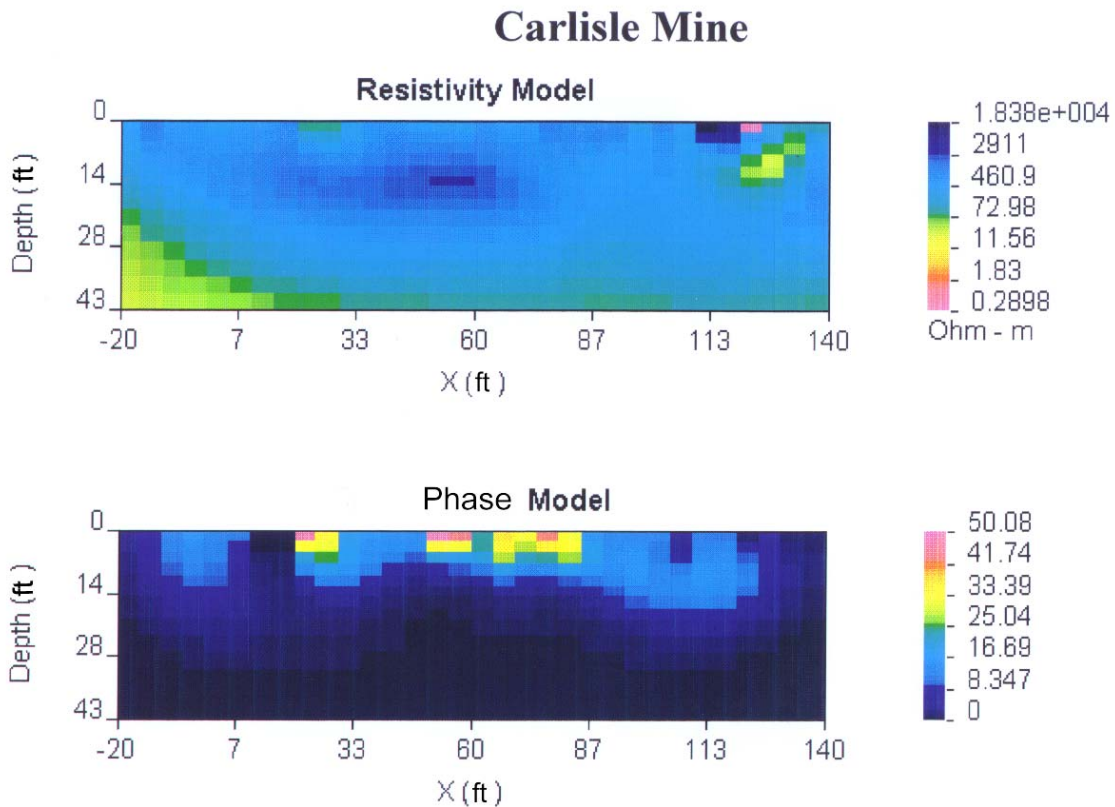 Carlisle Mine
Resistivity Model
0
14
28
43
Depth (ft)
-20 7 33 60 87 113 140
X (ft)
1.838e+004
2911
460.9
72.98
11.56
1.83
0.2898
Ohm - m
Phase Model
0
14
28
43
Depth (ft)
-20 7 33 60 87 113 140
X (ft)
50.08
41.74
33.39
25.04
16.69
8.347
0